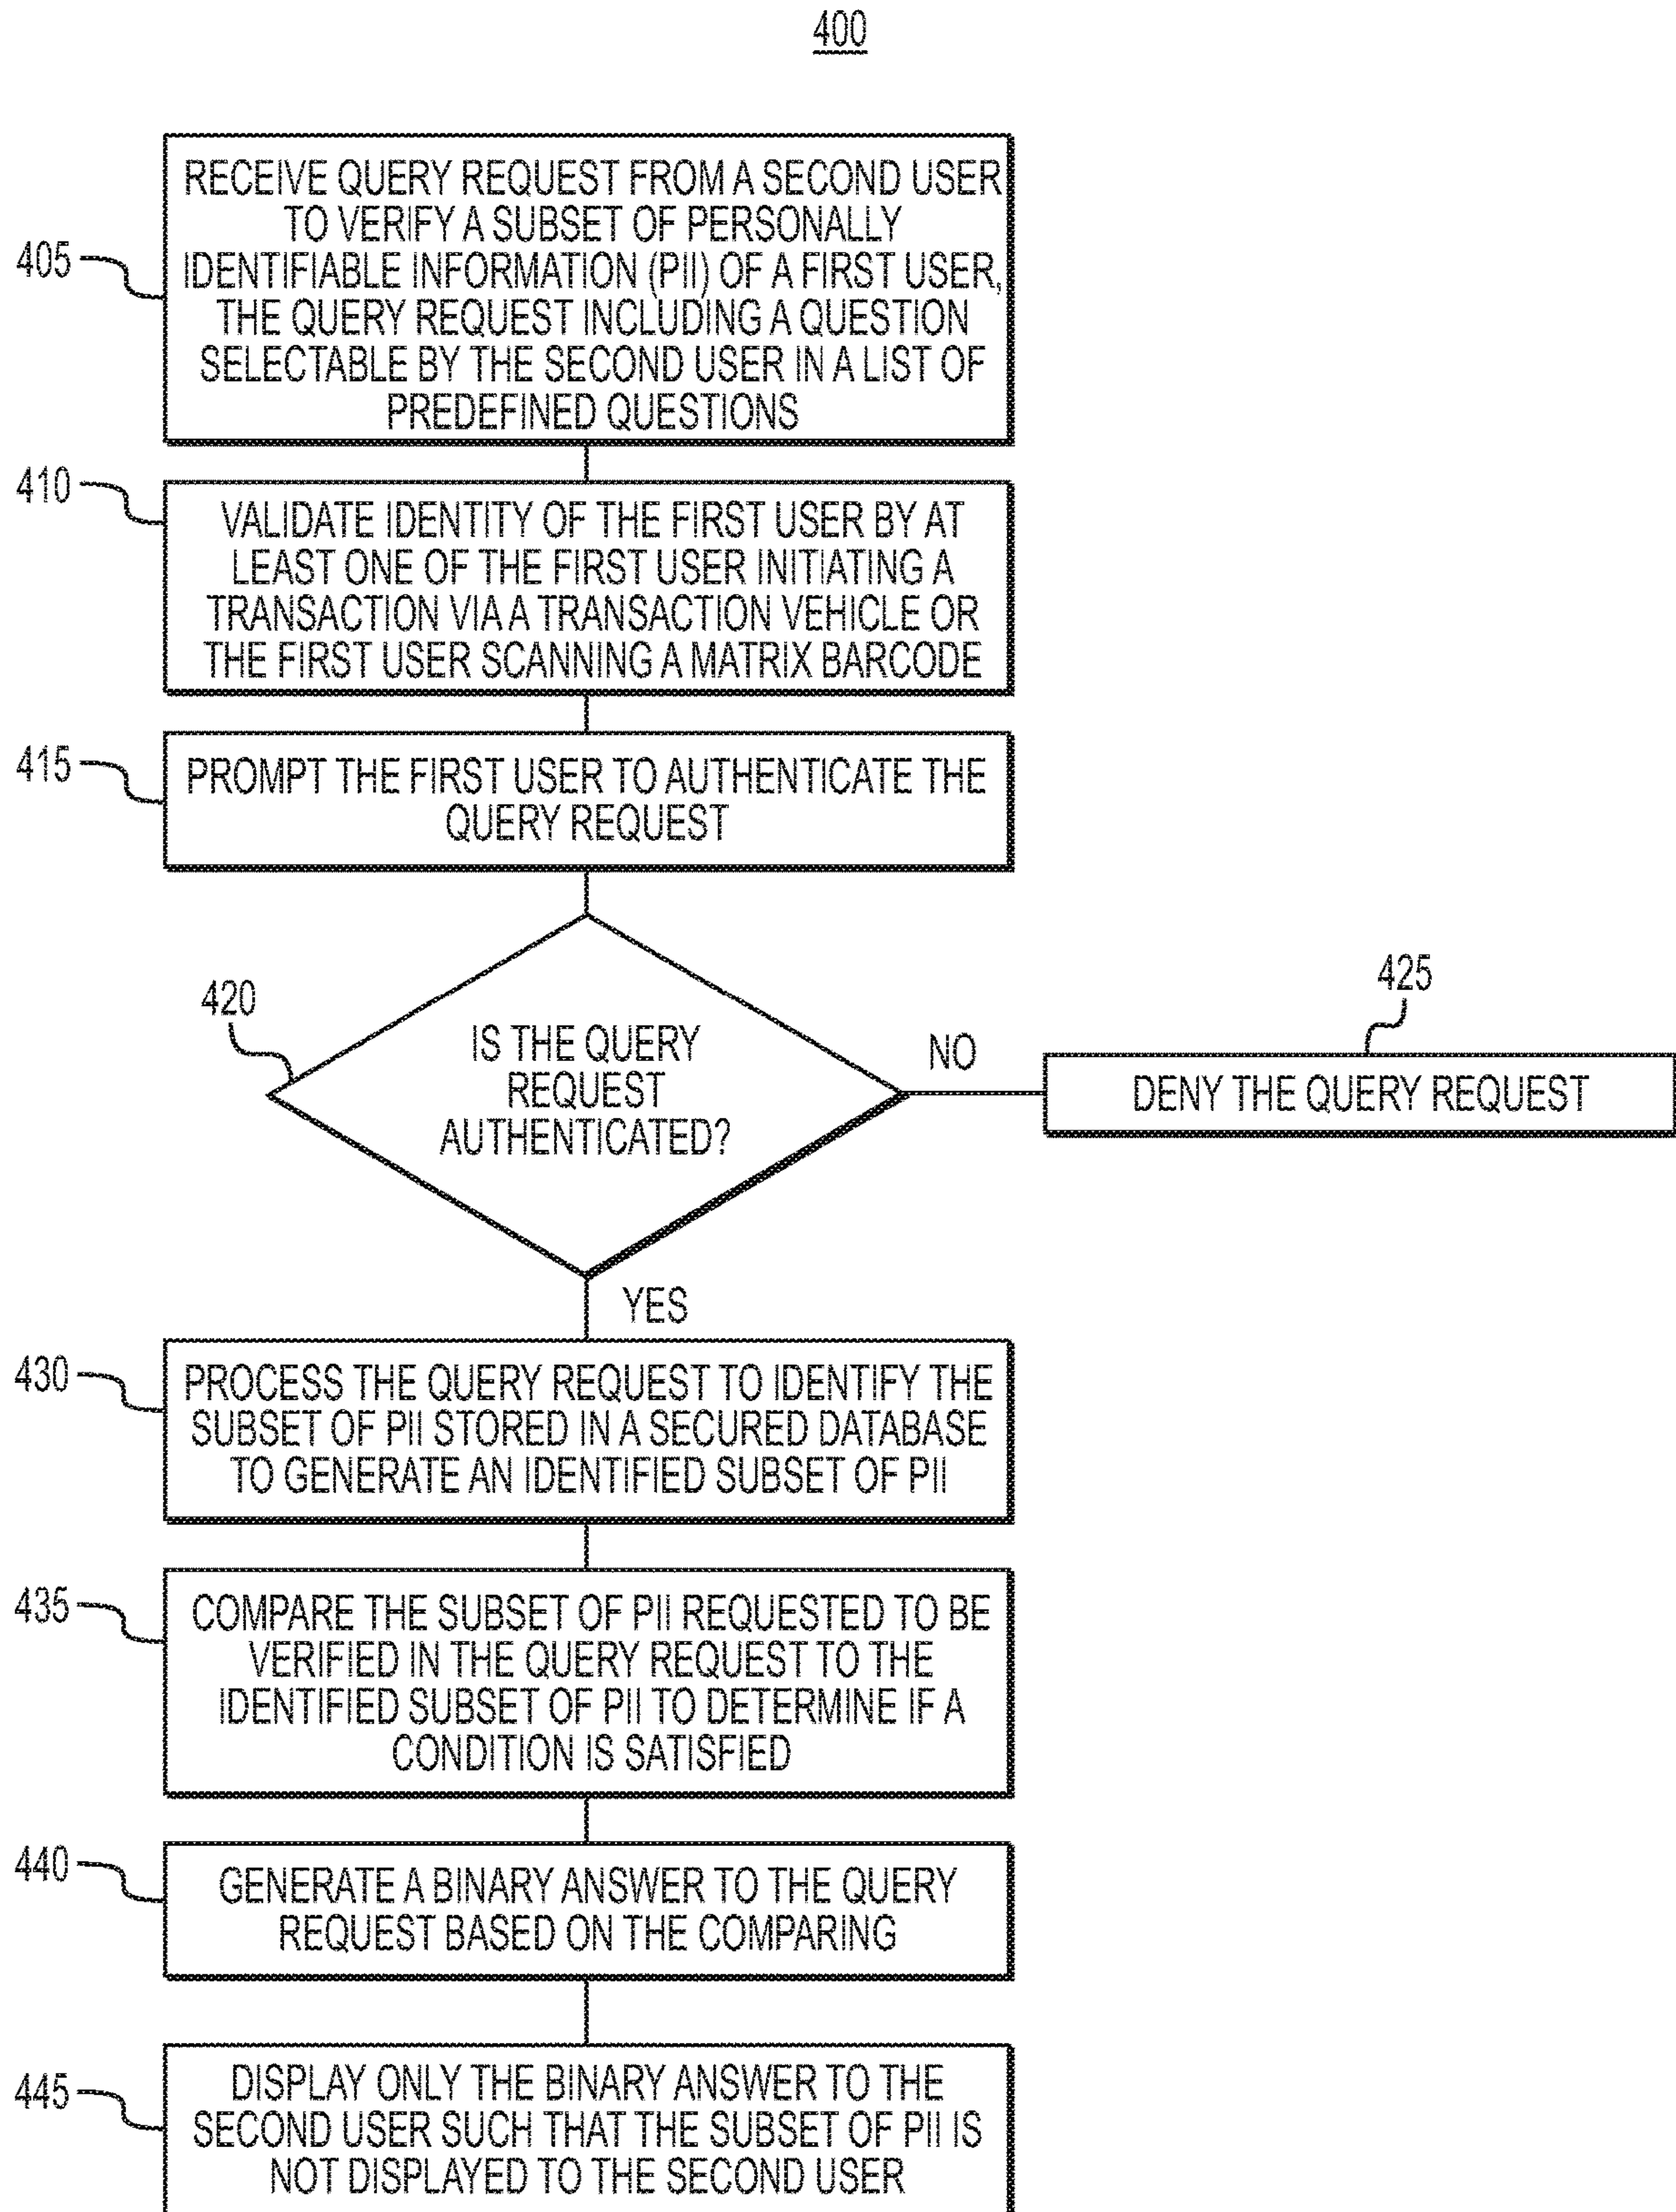 400
405
RECEIVE QUERY REQUEST FROM A SECOND USER
TO VERIFY A SUBSET OF PERSONALLY
IDENTIFIABLE INFORMATION (PII) OF A FIRST USER,
THE QUERY REQUEST INCLUDING A QUESTION
SELECTABLE BY THE SECOND USER IN A LIST OF
PREDEFINED QUESTIONS
410
VALIDATE IDENTITY OF THE FIRST USER BY AT
LEAST ONE OF THE FIRST USER INITIATING A
TRANSACTION VIA A TRANSACTION VEHICLE OR
THE FIRST USER SCANNING A MATRIX BARCODE
415
PROMPT THE FIRST USER TO AUTHENTICATE THE
QUERY REQUEST
420
IS THE QUERY
REQUEST
AUTHENTICATED?
NO
425
DENY THE QUERY REQUEST
YES
430
PROCESS THE QUERY REQUEST TO IDENTIFY THE
SUBSET OF PII STORED IN A SECURED DATABASE
TO GENERATE AN IDENTIFIED SUBSET OF PII
435
COMPARE THE SUBSET OF PII REQUESTED TO BE
VERIFIED IN THE QUERY REQUEST TO THE
IDENTIFIED SUBSET OF PII TO DETERMINE IF A
CONDITION IS SATISFIED
440
GENERATE A BINARY ANSWER TO THE QUERY
REQUEST BASED ON THE COMPARING
445
DISPLAY ONLY THE BINARY ANSWER TO THE
SECOND USER SUCH THAT THE SUBSET OF PII IS
NOT DISPLAYED TO THE SECOND USER